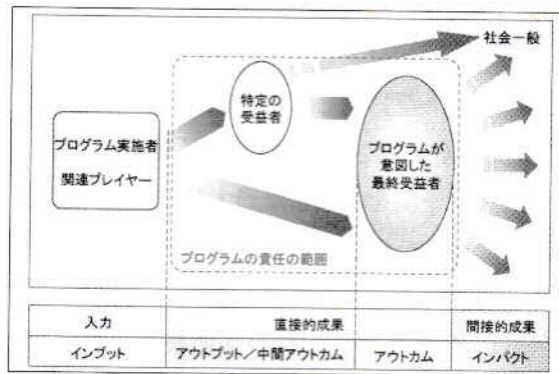 社会一般
特定の
受益者
プログラム実施者
関連プレイヤー
プログラムが
意図した
最終受益者
プログラムの責任の範囲
入力
直接的成果
間接的成果
インプット
アウトプット/中間アウトカム
アウトカム
インパクト